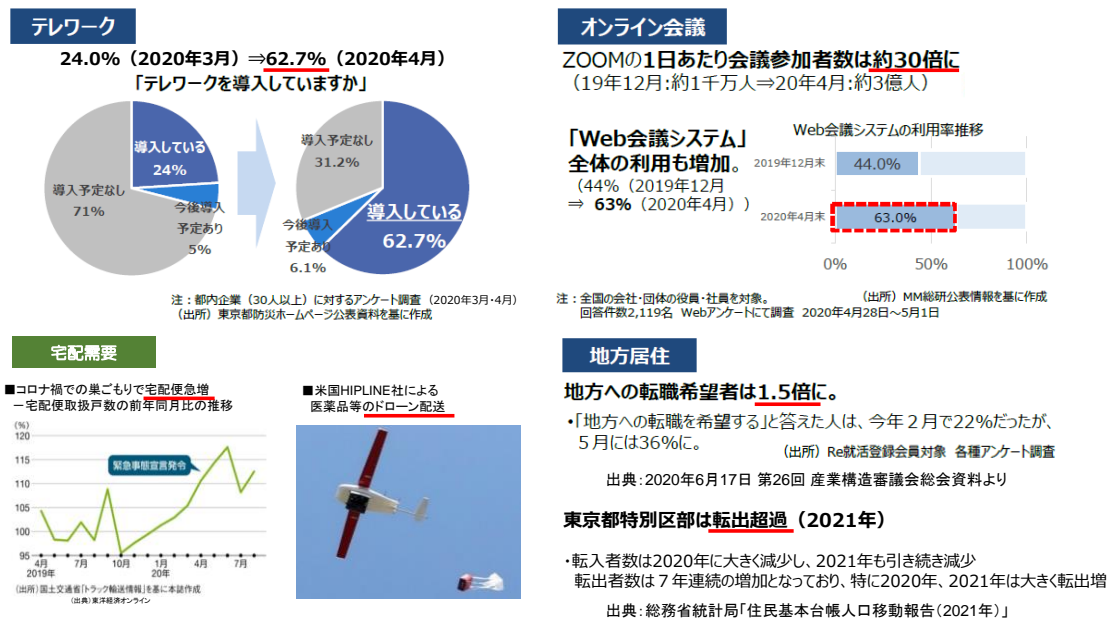 テレワーク
24.0%（2020年3月）⇒62.7%（2020年4月）
「テレワークを導入していますか」
導入している
24%
導入予定なし
71%
今後導入
予定あり
5%
導入予定なし
31.2%
今後導入
予定あり
6.1%
導入している
62.7%
注：都内企業（30人以上）に対するアンケート調査（2020年3月・4月）
（出所）東京都防災ホームページ公表資料を基に作成
オンライン会議
ZOOMの1日あたり会議参加者数は約30倍に
（19年12月：約1千万人⇒20年4月：約3億人）
「Web会議システム」
全体の利用も増加。
（44%（2019年12月
⇒ 63%（2020年4月））
Web会議システムの利用率推移
2019年12月末
44.0%
2020年4月末
63.0%
0% 50% 100%
注：全国の会社・団体の役員・社員を対象。
（出所）MM総研公表情報を基に作成
回答件数2,119名 Webアンケートにて調査 2020年4月28日～5月1日
宅配需要
■コロナ禍での巣ごもりで宅配便急増
－宅配便取扱戸数の前年同月比の推移
(%)
120
115
110
105
100
95
緊急事態宣言発令
4月 7月 10月 1月 4月 7月
2019年 20年
(出所)国土交通省「トラック輸送情報」を基に本誌作成
(出典)東洋経済オンライン
■米国HIPLINE社による
医薬品等のドローン配送
地方居住
地方への転職希望者は1.5倍に。
・「地方への転職を希望する」と答えた人は、今年２月で22%だったが、
５月には36%に。
（出所）Re就活登録会員対象 各種アンケート調査
出典：2020年6月17日 第26回 産業構造審議会総会資料より
東京都特別区部は転出超過（2021年）
・転入者数は2020年に大きく減少し、2021年も引き続き減少
転出者数は７年連続の増加となっており、特に2020年、2021年は大きく転出増
出典：総務省統計局「住民基本台帳人口移動報告（2021年）」